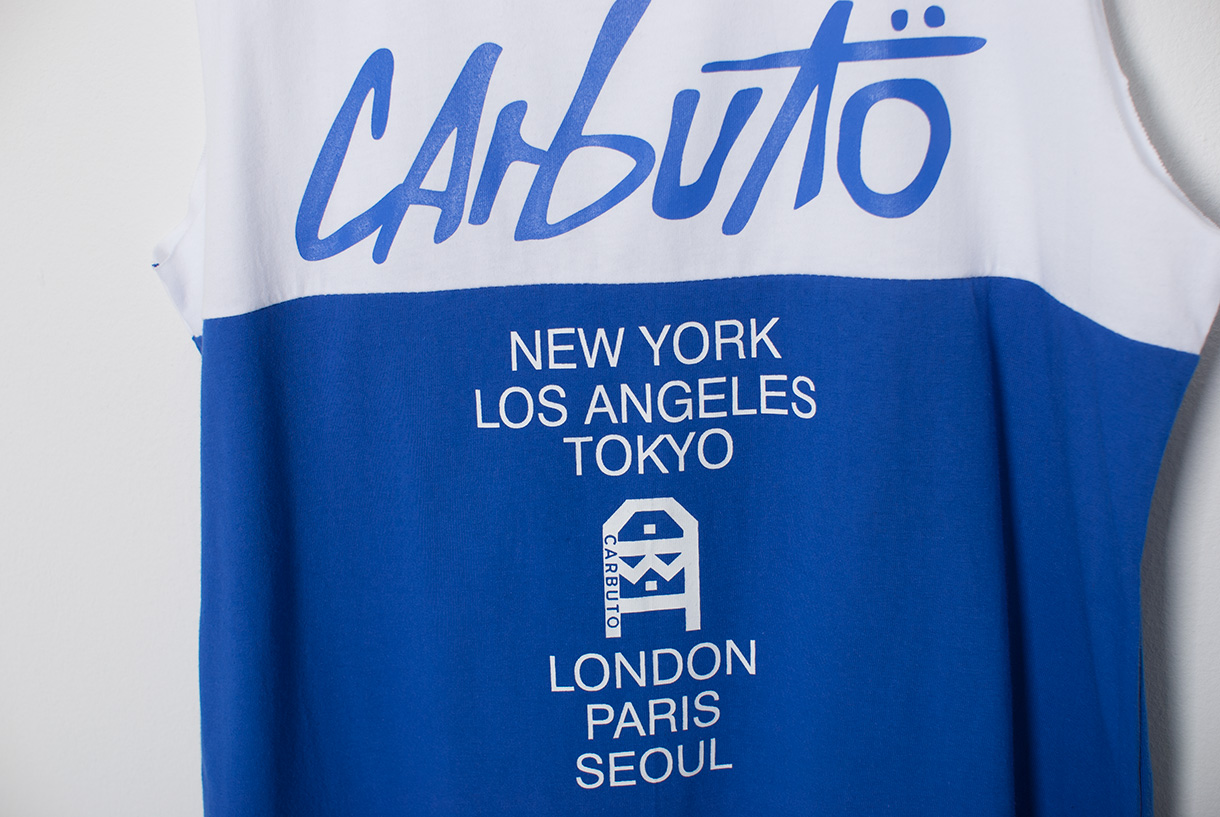 CArbutö
NEW YORK
LOS ANGELES
TOKYO
CARBUTO
LONDON
PARIS
SEOUL